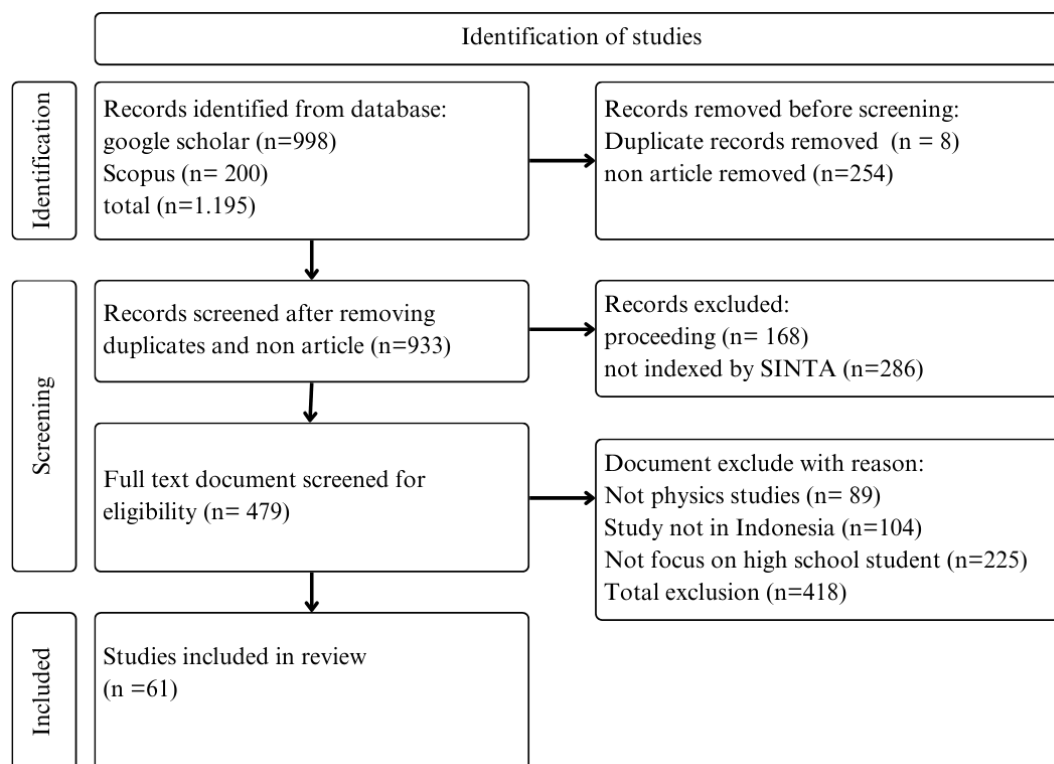 Identification of studies
Identification
Records identified from database:
google scholar (n=998)
Scopus (n= 200)
total (n=1.195)
Records removed before screening:
Duplicate records removed (n = 8)
non article removed (n=254)
Screening
Records screened after removing
duplicates and non article (n=933)
Records excluded:
proceeding (n= 168)
not indexed by SINTA (n=286)
Full text document screened for
eligibility (n= 479)
Document exclude with reason:
Not physics studies (n= 89)
Study not in Indonesia (n=104)
Not focus on high school student (n=225)
Total exclusion (n=418)
Included
Studies included in review
(n =61)